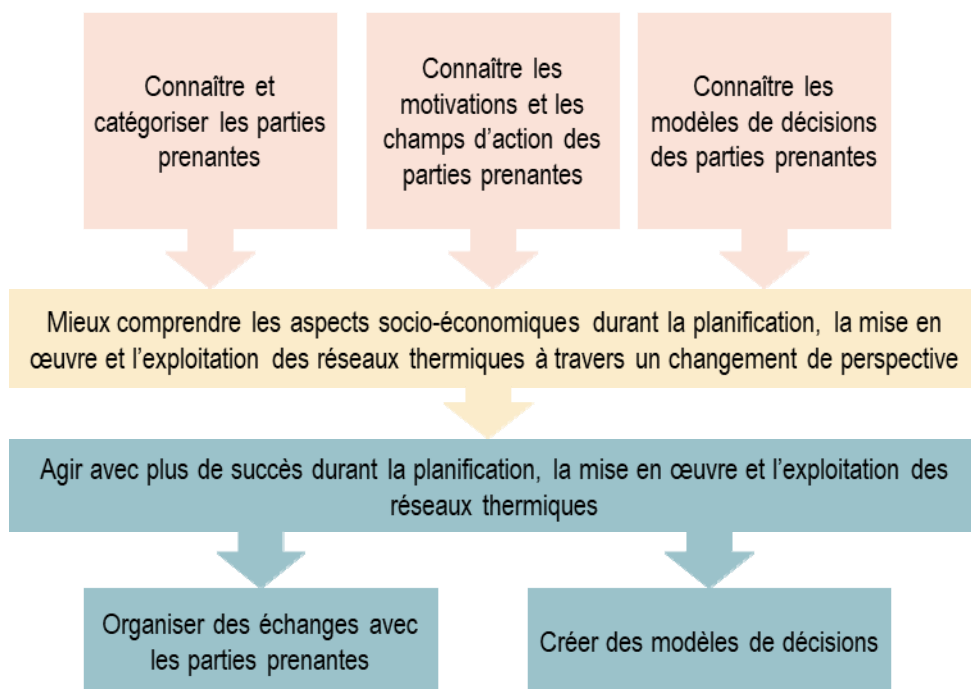 Connaître et
catégoriser les parties
prenantes
Connaître les
motivations et les
champs d’action des
parties prenantes
Connaître les
modèles de décisions
des parties prenantes
Mieux comprendre les aspects socio-économiques durant la planification, la mise en
œuvre et l’exploitation des réseaux thermiques à travers un changement de perspective
Agir avec plus de succès durant la planification, la mise en œuvre et l’exploitation des
réseaux thermiques
Organiser des échanges avec
les parties prenantes
Créer des modèles de décisions